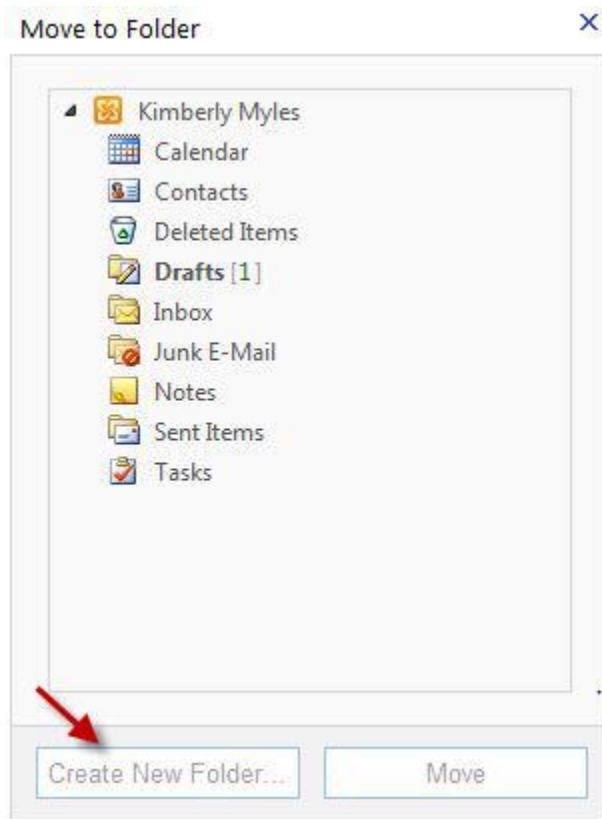 Move to Folder
Kimberly Myles
Calendar
Contacts
Deleted Items
Drafts [1]
Inbox
Junk E-Mail
Notes
Sent Items
Tasks
Create New Folder... Move